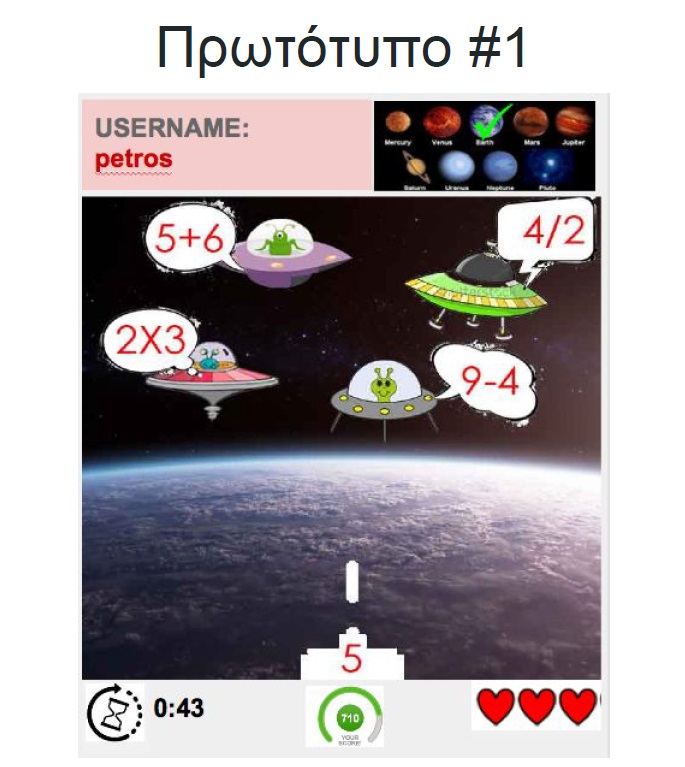 Πρωτότυπο #1
USERNAME:
petros
Mercury Venus Earth Mars Jupiter
Saturn Uranus Neptune Pluto
5+6
4/2
2X3
9-4
5
0:43
710
YOUR
SCORE!